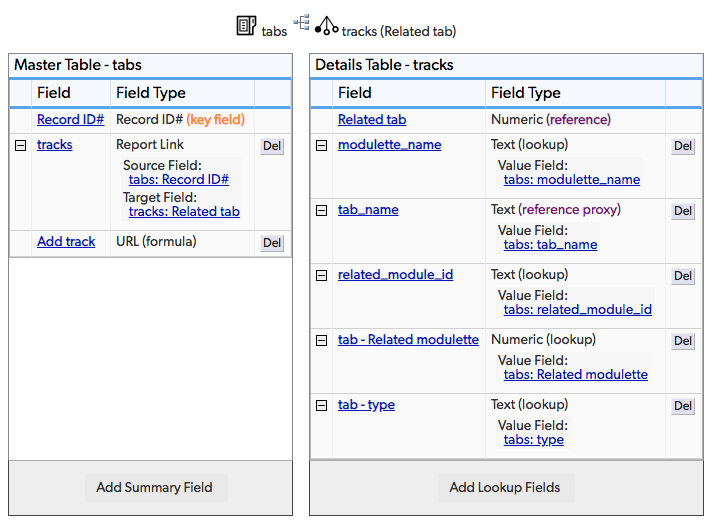 tabs tracks (Related tab)
Master Table - tabs
Field Field Type
Record ID# Record ID# (key field)
tracks Report Link Del
Source Field:
tabs: Record ID#
Target Field:
tracks: Related tab
Add track URL (formula) Del
Add Summary Field
Details Table - tracks
Field Field Type
Related tab Numeric (reference)
modulette_name Text (lookup) Del
Value Field:
tabs: modulette_name
tab_name Text (reference proxy) Del
Value Field:
tabs: tab_name
related_module_id Text (lookup) Del
Value Field:
tabs: related_module_id
tab - Related modulette Numeric (lookup) Del
Value Field:
tabs: Related modulette
tab - type Text (lookup) Del
Value Field:
tabs: type
Add Lookup Fields